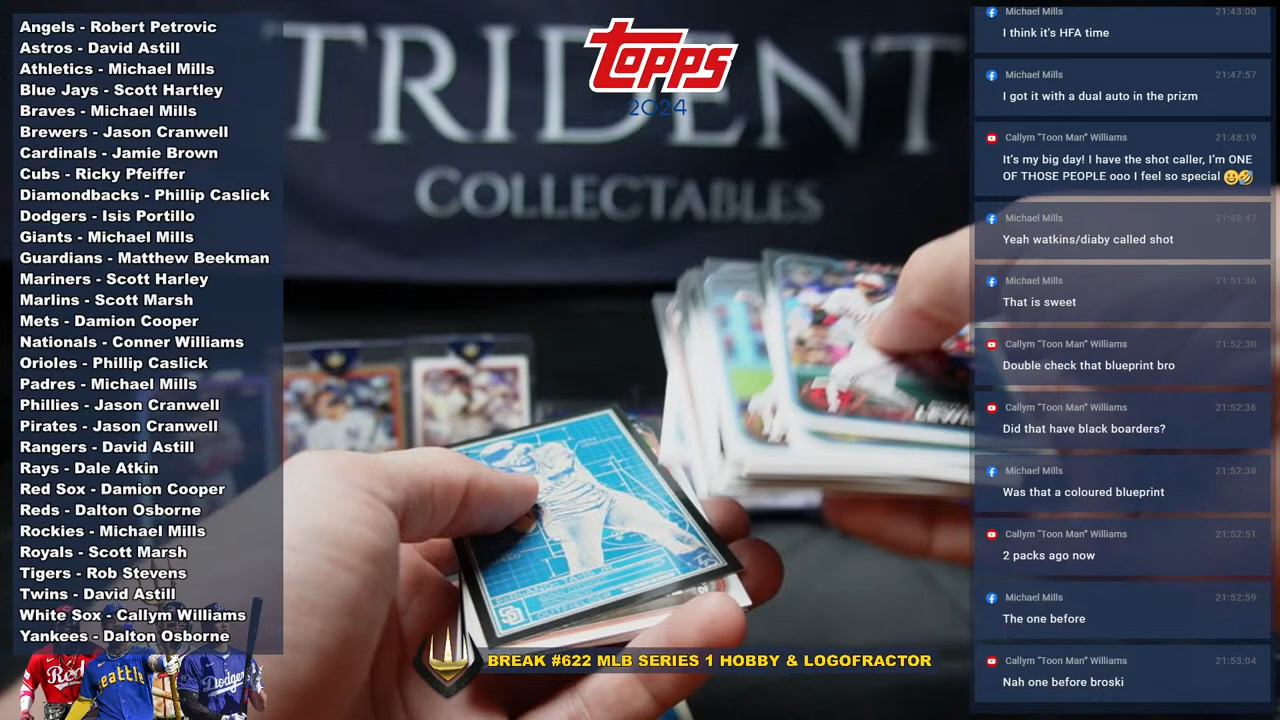 Angels - Robert Petrovic
Astros - David Astill
Athletics - Michael Mills
Blue Jays - Scott Hartley
Braves - Michael Mills
Brewers - Jason Cranwell
Cardinals - Jamie Brown
Cubs - Ricky Pfeiffer
Diamondbacks - Phillip Caslick
Dodgers - Isis Portillo
Giants - Michael Mills
Guardians - Matthew Beekman
Mariners - Scott Harley
Marlins - Scott Marsh
Mets - Damion Cooper
Nationals - Conner Williams
Orioles - Phillip Caslick
Padres - Michael Mills
Phillies - Jason Cranwell
Pirates - Jason Cranwell
Rangers - David Astill
Rays - Dale Atkin
Red Sox - Damion Cooper
Reds - Dalton Osborne
Rockies - Michael Mills
Royals - Scott Marsh
Tigers - Rob Stevens
Twins - David Astill
White Sox - Callym Williams
Yankees - Dalton Osborne
Reds
seattle
Dodgers
TRIDENT
COLLECTABLES
topps
2024
SD
BREAK #622 MLB SERIES 1 HOBBY & LOGOFRACTOR
Michael Mills 21:43:00
I think it's HFA time
Michael Mills 21:47:57
I got it with a dual auto in the prizm
Callym "Toon Man" Williams 21:48:19
It's my big day! I have the shot caller, I'm ONE
OF THOSE PEOPLE ooo I feel so special 😆🤣
Michael Mills 21:48:47
Yeah watkins/diaby called shot
Michael Mills 21:51:36
That is sweet
Callym "Toon Man" Williams 21:52:30
Double check that blueprint bro
Callym "Toon Man" Williams 21:52:36
Did that have black boarders?
Michael Mills 21:52:38
Was that a coloured blueprint
Callym "Toon Man" Williams 21:52:51
2 packs ago now
Michael Mills 21:52:59
The one before
Callym "Toon Man" Williams 21:53:04
Nah one before broski